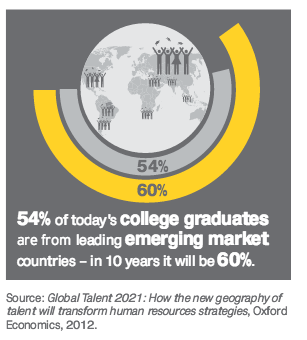 54%
60%
54% of today's college graduates
are from leading emerging market
countries – in 10 years it will be 60%.
Source: Global Talent 2021: How the new geography of
talent will transform human resources strategies, Oxford
Economics, 2012.